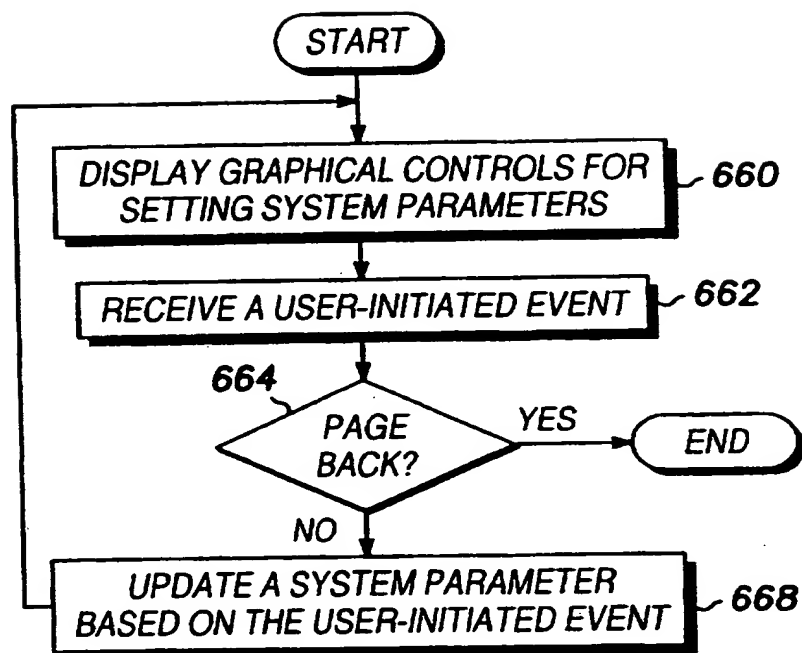 START
DISPLAY GRAPHICAL CONTROLS FOR
SETTING SYSTEM PARAMETERS
660
RECEIVE A USER-INITIATED EVENT
662
664
PAGE
BACK?
YES
END
NO
UPDATE A SYSTEM PARAMETER
BASED ON THE USER-INITIATED EVENT
668